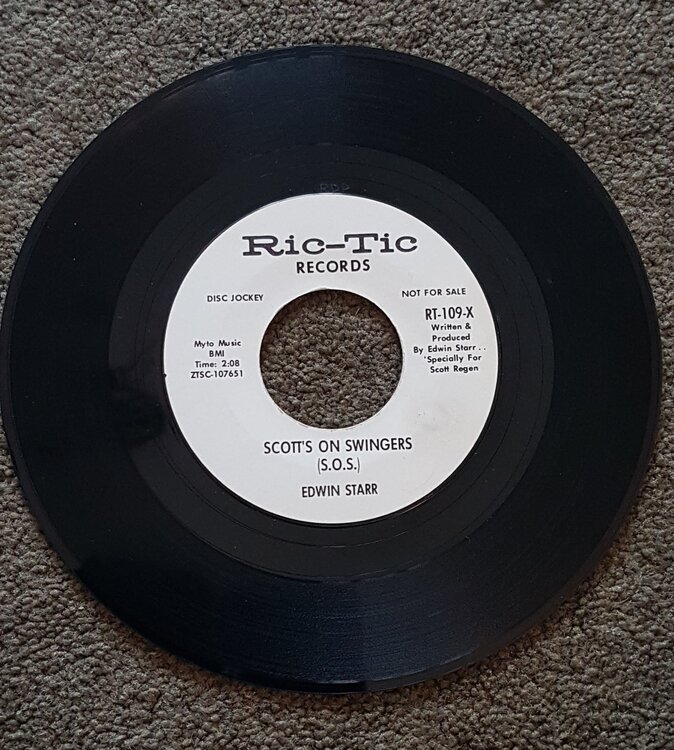 Ric-Tic
RECORDS
DISC JOCKEY
NOT FOR SALE
RT-109-X
Written &
Produced
By Edwin Starr . .
'Specially For
Scott Regen
Myto Music
BMI
Time: 2:08
ZTSC-107651
SCOTT'S ON SWINGERS
(S.O.S.)
EDWIN STARR